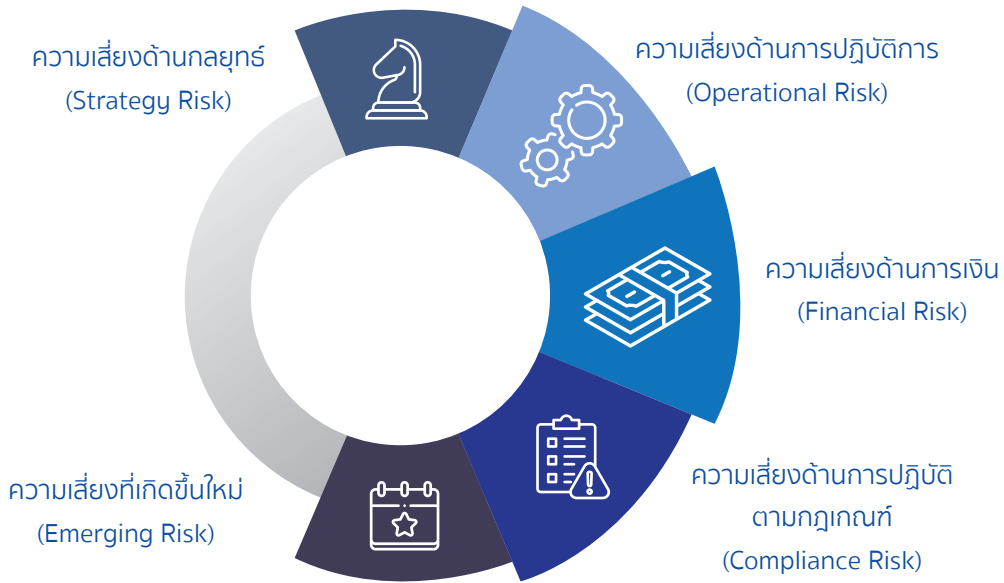 ความเสี่ยงด้านกลยุทธ์
(Strategy Risk)
ความเสี่ยงด้านการปฏิบัติการ
(Operational Risk)
ความเสี่ยงด้านการเงิน
(Financial Risk)
ความเสี่ยงด้านการปฏิบัติ
ตามกฎเกณฑ์
(Compliance Risk)
ความเสี่ยงที่เกิดขึ้นใหม่
(Emerging Risk)